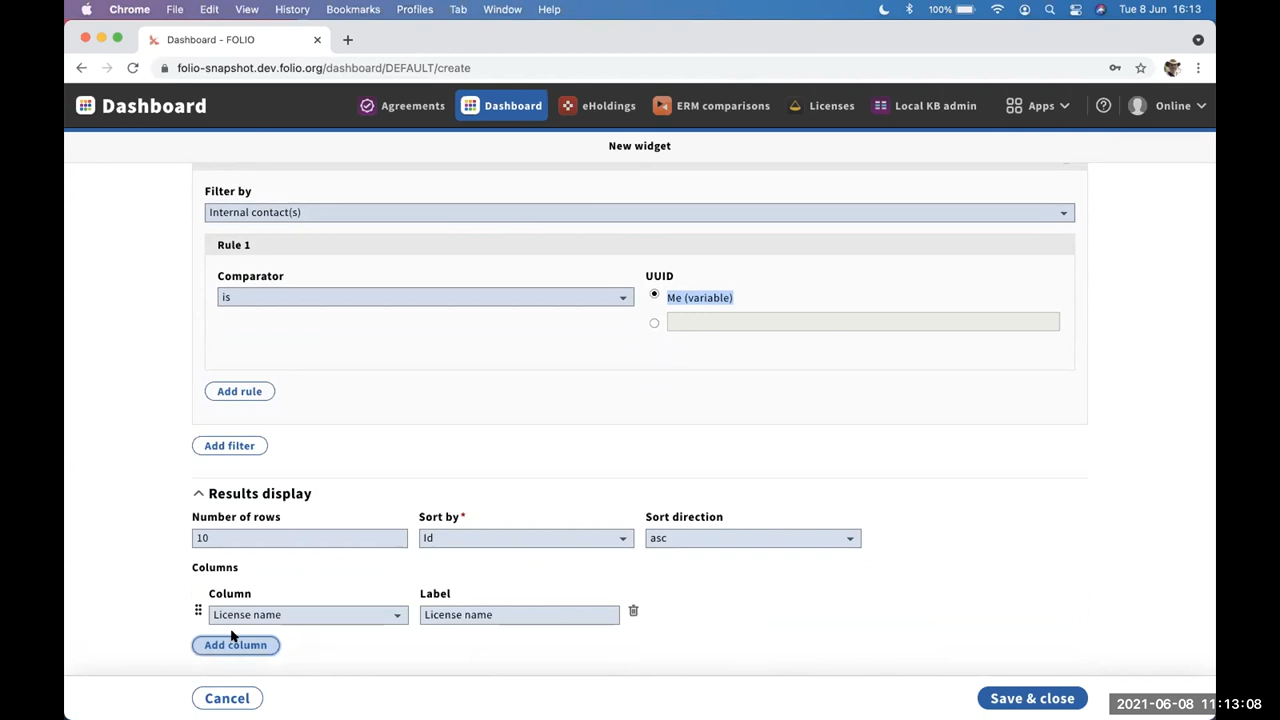 Chrome File Edit View History Bookmarks Profiles Tab Window Help 100% Tue 8 Jun 16:13
Dashboard - FOLIO
folio-snapshot.dev.folio.org/dashboard/DEFAULT/create
Dashboard Agreements Dashboard eHoldings ERM comparisons Licenses Local KB admin Apps Online
New widget
Filter by
Internal contact(s)
Rule 1
Comparator UUID
is Me (variable)
Add rule
Add filter
Results display
Number of rows Sort by* Sort direction
10 Id asc
Columns
Column Label
License name License name
Add column
Cancel Save & close
2021-06-08 11:13:08